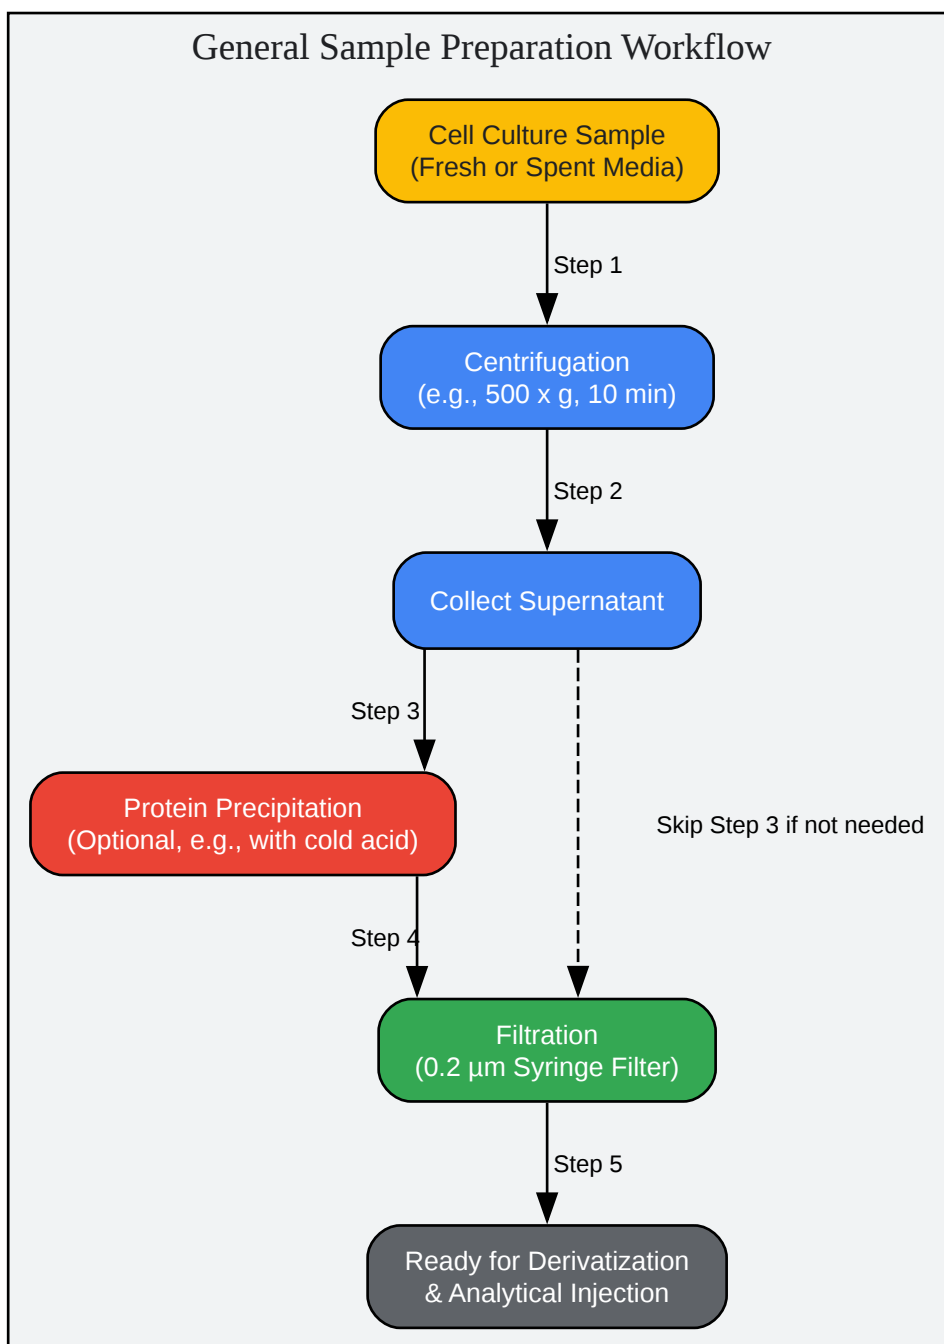 General Sample Preparation Workflow
Cell Culture Sample
(Fresh or Spent Media)
Step 1
Centrifugation
(e.g., 500 x g, 10 min)
Step 2
Collect Supernatant
Step 3
Protein Precipitation
(Optional, e.g., with cold acid)
Skip Step 3 if not needed
Step 4
Filtration
(0.2 µm Syringe Filter)
Step 5
Ready for Derivatization
& Analytical Injection